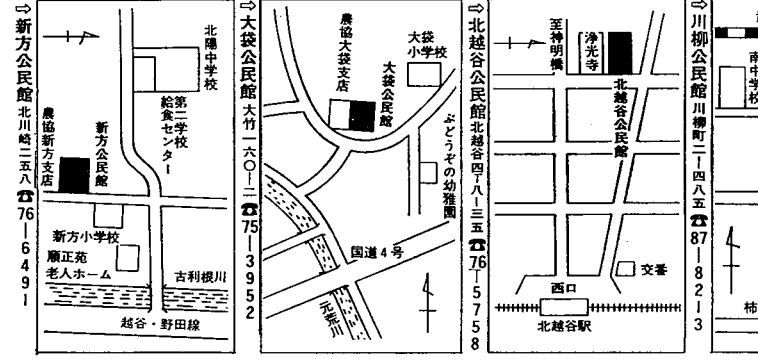 ⇨新方公民館 北川崎二五八☎76―6491
北陽中学校
第二学校
給食センター
新方公民館
農協新方支店
新方小学校
順正苑
老人ホーム
古利根川
越谷・野田線
⇨大袋公民館 大竹一六〇―二☎75―3952
農協大袋支店
大袋公民館
大袋
小学校
ぶどうぞの幼稚園
国道4号
元荒川
⇨北越谷公民館 北越谷四丁八―三五☎76―5758
至神明橋
浄光寺
北越谷公民館
交番
西口
北越谷駅
⇨川柳公民館 川柳町二―四八五☎87―8213
南中学校
柿